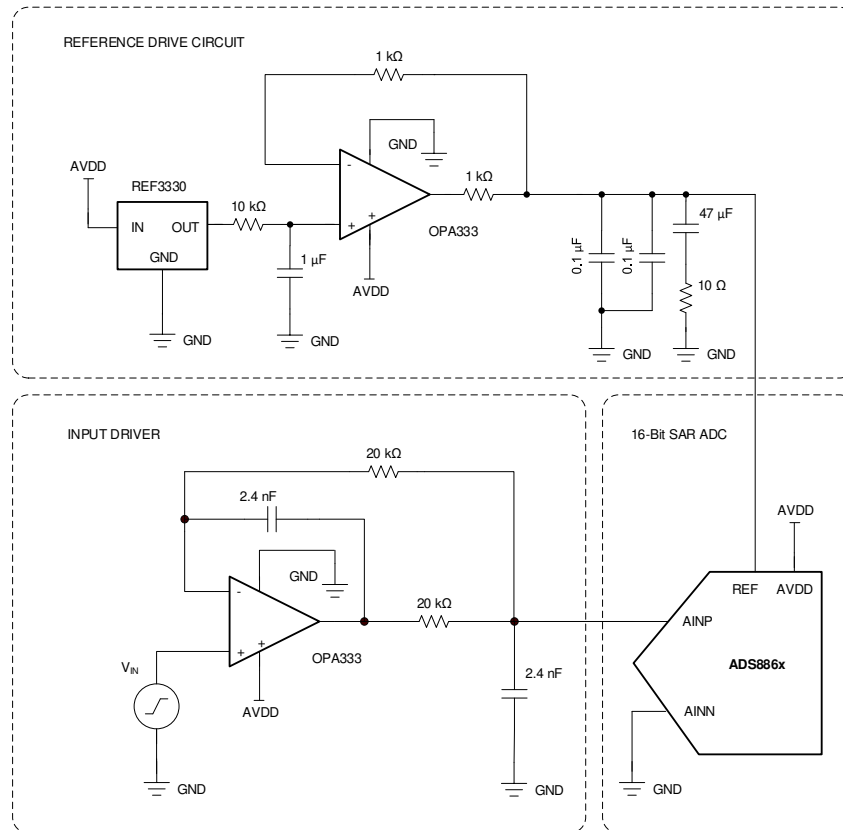 REFERENCE DRIVE CIRCUIT
1 kΩ
GND
AVDD
REF3330
IN
OUT
GND
10 kΩ
-
+
+
1 kΩ
OPA333
47 µF
1 µF
0.1 µF
0.1 µF
10 Ω
AVDD
GND
GND
GND
GND
INPUT DRIVER
20 kΩ
2.4 nF
GND
-
+
+
20 kΩ
OPA333
VIN
AVDD
2.4 nF
GND
GND
16-Bit SAR ADC
AVDD
REF
AVDD
AINP
ADS886x
AINN
GND